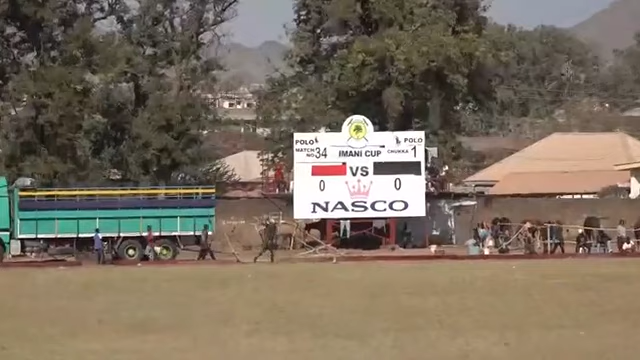 POLO POLO
MATCH NO. 34 IMANI CUP CHUKKA 1
VS
0 0
NASCO